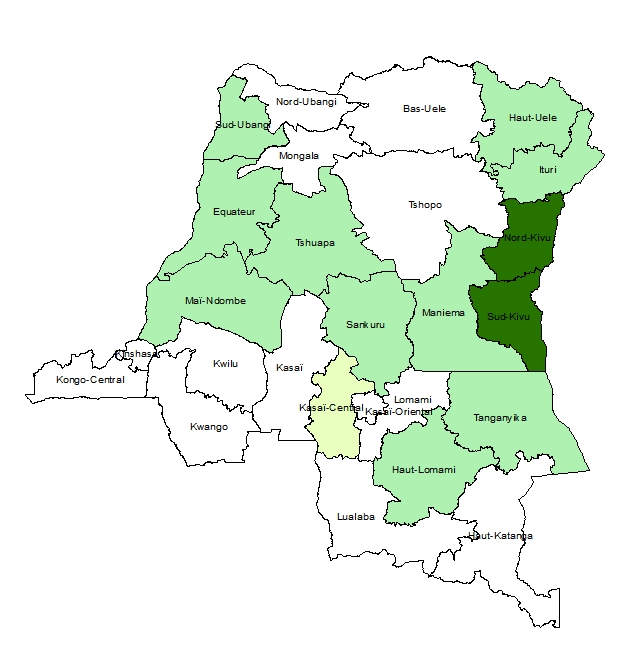 Nord-Ubangi
Bas-Uele
Haut-Uele
Sud-Ubangi
Mongala
Ituri
Equateur
Tshopo
Tshuapa
Nord-Kivu
Maï-Ndombe
Sankuru
Maniema
Sud-Kivu
Kinshasa
Kwilu
Kasaï
Kongo-Central
Lomami
Kasaï-Central
Kasaï-Oriental
Tanganyika
Kwango
Haut-Lomami
Lualaba
Haut-Katanga